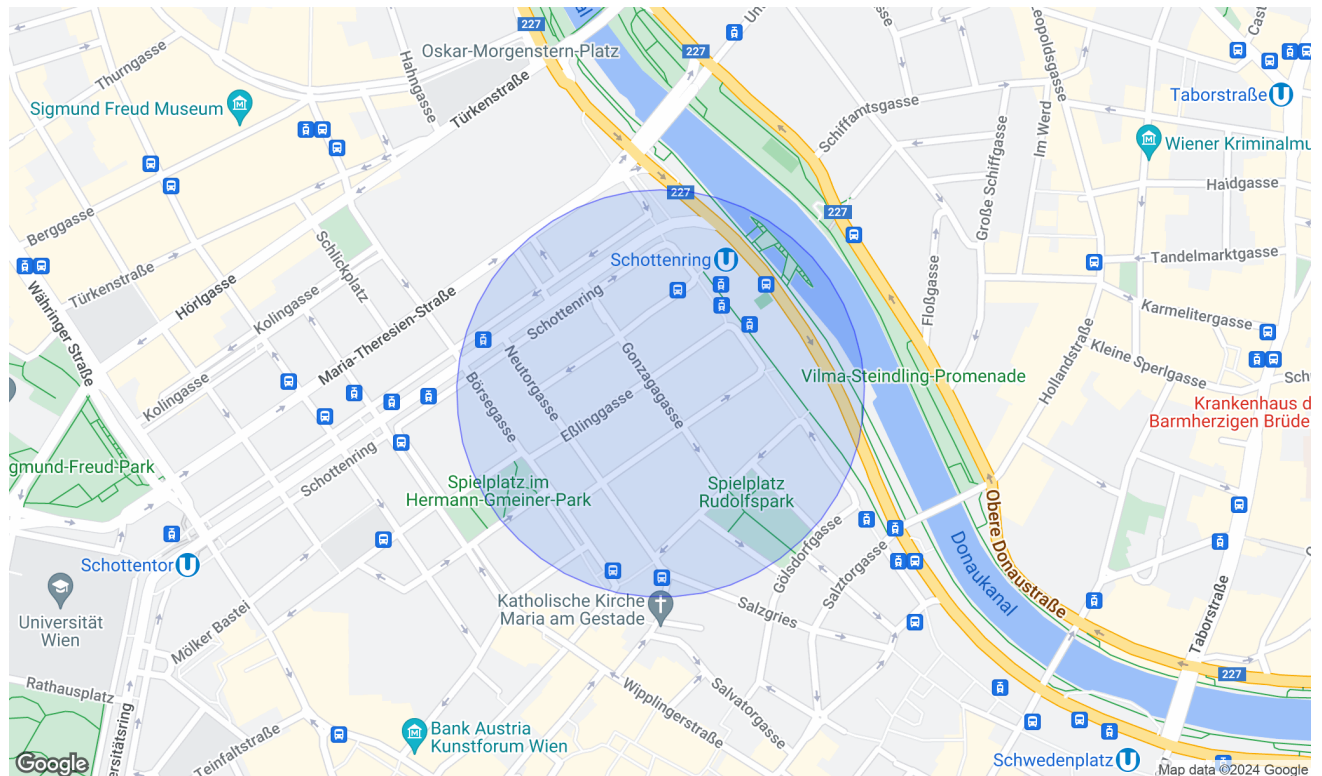 227
Oskar-Morgenstern-Platz
227
Thurngasse
Hahngasse
Türkenstraße
Sigmund Freud Museum
Taborstraße
U
Schiffamtsgasse
Im Werd
Große Schiffgasse
Wiener Kriminalmu
Haidgasse
227
227
Berggasse
Schlickplatz
Türkenstraße
Hörlgasse
Kolingasse
Maria-Theresien-Straße
Währinger Straße
Schottenring
U
Schottenring
Floßgasse
Tandelmarktgasse
Karmelitergasse
Kleine Sperlgasse
Hollandstraße
Neutorgasse
Gonzagagasse
Börsegasse
Eßlinggasse
Vilma-Steindling-Promenade
Kolingasse
Krankenhaus d
Barmherzigen Brüde
gmund-Freud-Park
Schottenring
Spielplatz im
Hermann-Gmeiner-Park
Spielplatz
Rudolfspark
Gölsdorfgasse
Salztorgasse
Obere Donaustraße
Donaukanal
Schottentor
U
Universität
Wien
Mölker Bastei
Katholische Kirche
Maria am Gestade
Salzgries
Taborstraße
Rathausplatz
Wipplingerstraße
Salvatorgasse
227
Bank Austria
Kunstforum Wien
Teinfaltstraße
Schwedenplatz
U
Google
Map data ©2024 Google